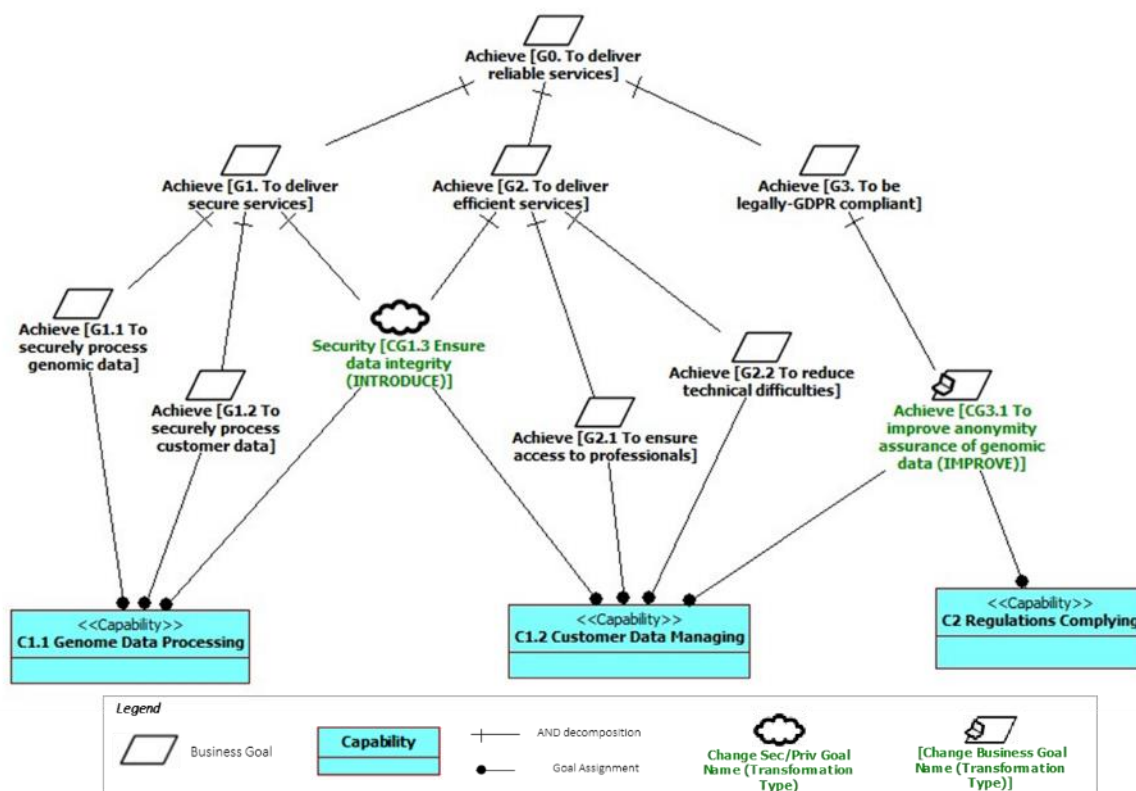 Achieve [G0. To deliver
reliable services]
Achieve [G1. To deliver
secure services]
Achieve [G2. To deliver
efficient services]
Achieve [G3. To be
legally-GDPR compliant]
Achieve [G1.1 To
securely process
genomic data]
Security [CG1.3 Ensure
data integrity
(INTRODUCE)]
Achieve [G1.2 To
securely process
customer data]
Achieve [G2.2 To reduce
technical difficulties]
Achieve [G2.1 To ensure
access to professionals]
Achieve [CG3.1 To
improve anonymity
assurance of genomic
data (IMPROVE)]
<<Capability>>
C1.1 Genome Data Processing
<<Capability>>
C1.2 Customer Data Managing
<<Capability>>
C2 Regulations Complying
Legend
Business Goal
Capability
AND decomposition
Goal Assignment
Change Sec/Priv Goal
Name (Transformation
Type)
[Change Business Goal
Name (Transformation
Type)]